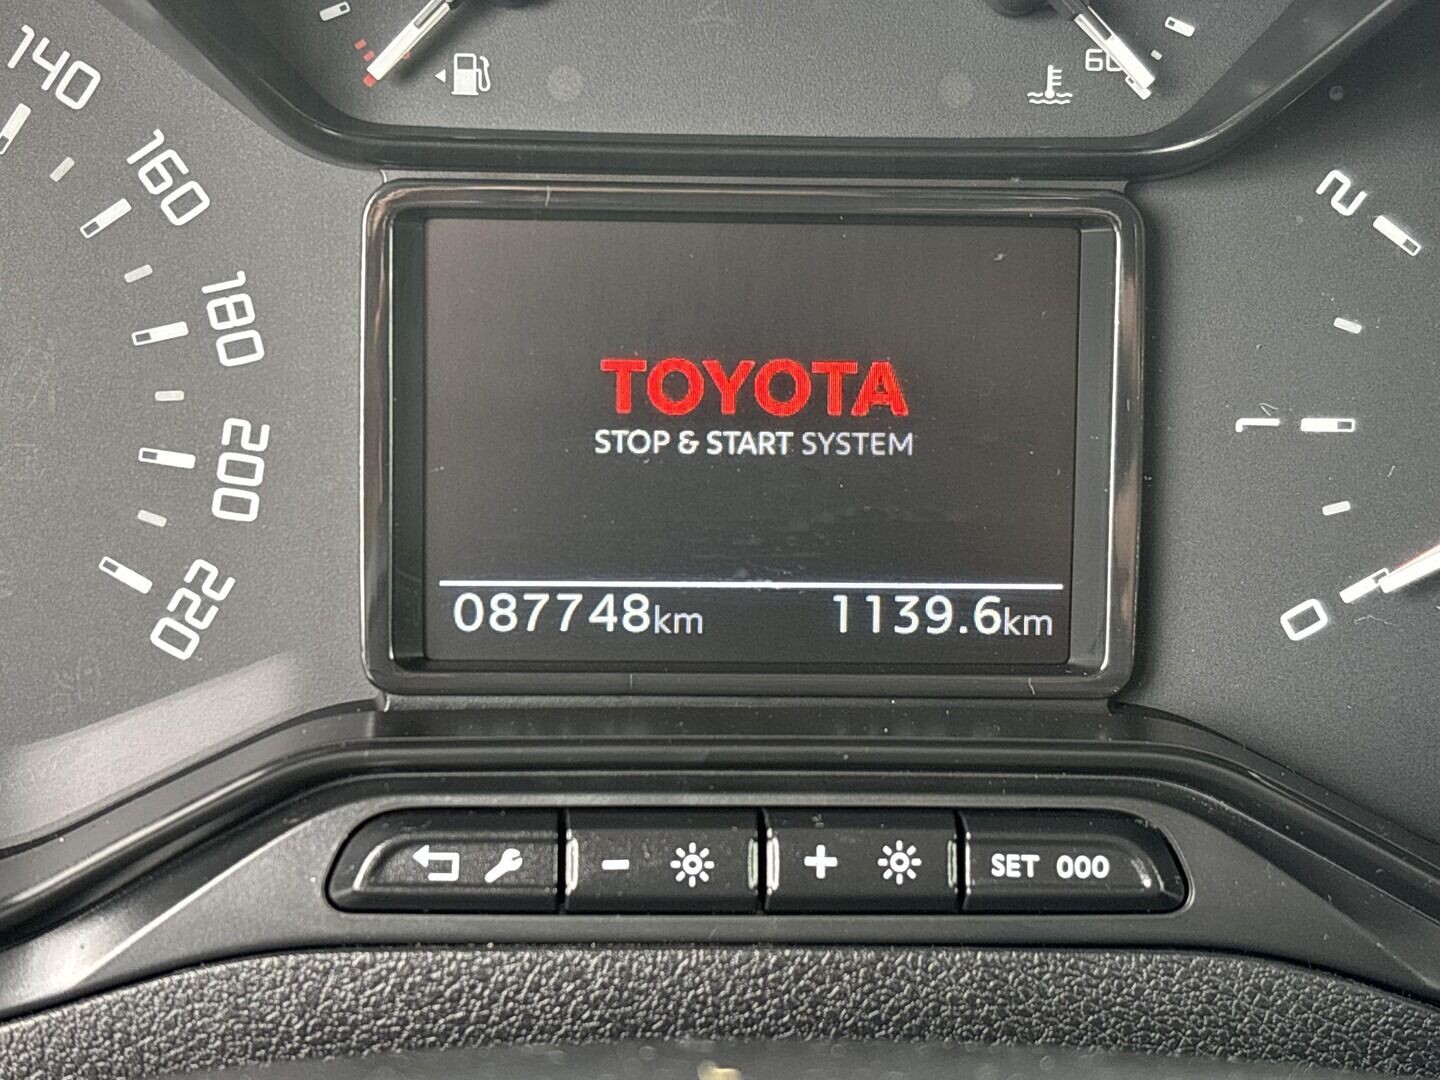 140
160
180
200
220
60
TOYOTA
STOP & START SYSTEM
087748km 1139.6km
2
1
0
SET 000